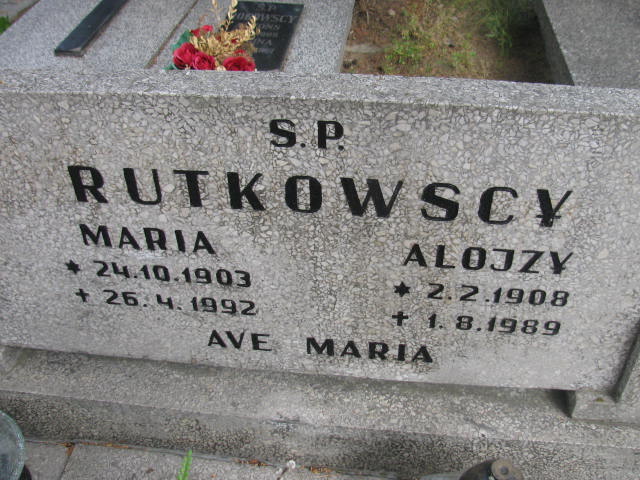 S.P.
S.P.
RUTKOWSCY
MARIA ALOJZY
* 24.10.1903 * 2.2.1908
+ 26.4.1992 + 1.8.1989
AVE MARIA